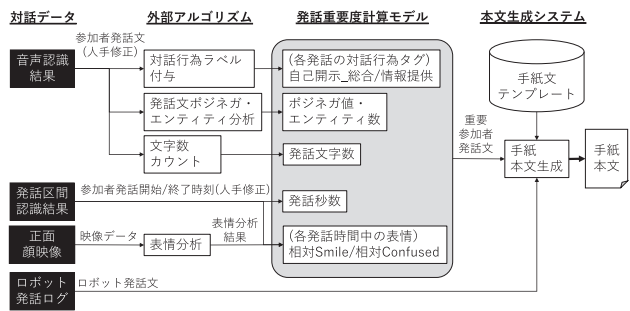 対話データ
外部アルゴリズム
発話重要度計算モデル
本文生成システム
音声認識
結果
参加者発話文
(人手修正)
対話行為ラベル
付与
(各発話の対話行為タグ)
自己開示_総合/情報提供
発話文ポジネガ・
エンティティ分析
ポジネガ値・
エンティティ数
文字数
カウント
発話文字数
手紙文
テンプレート
重要
参加者
発話文
手紙
本文生成
手紙
本文
発話区間
認識結果
参加者発話開始/終了時刻(人手修正)
発話秒数
正面
顔映像
映像データ
表情分析
表情分析
結果
(各発話時間中の表情)
相対Smile/相対Confused
ロボット
発話ログ
ロボット発話文